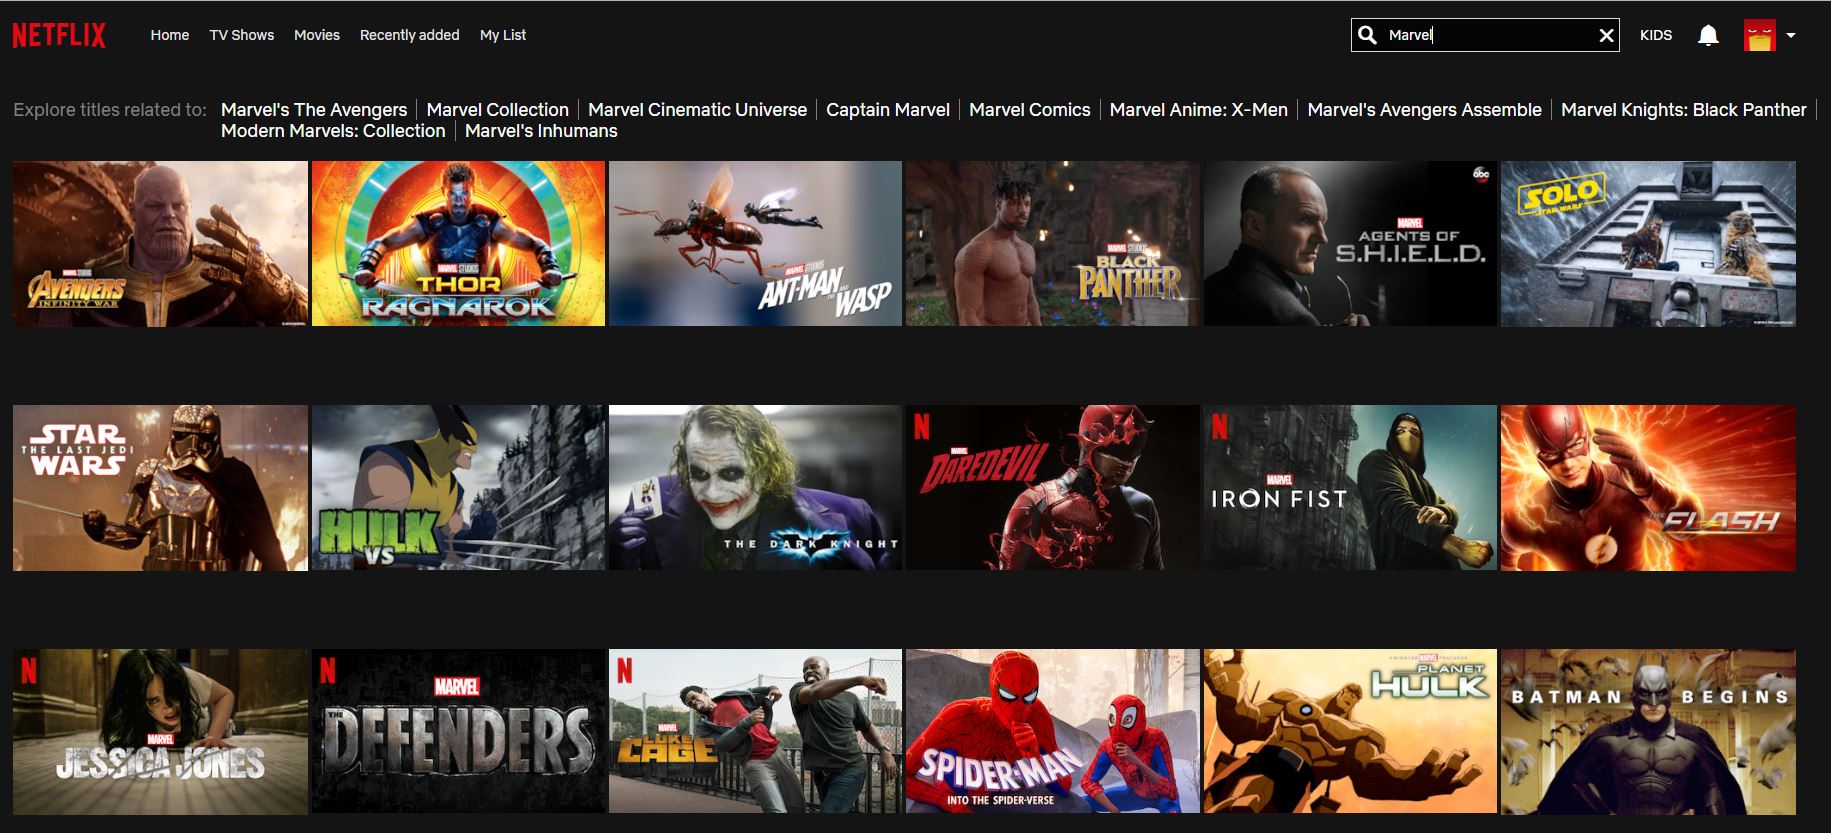 NETFLIX Home TV Shows Movies Recently added My List Marvel KIDS
Explore titles related to: Marvel's The Avengers | Marvel Collection | Marvel Cinematic Universe | Captain Marvel | Marvel Comics | Marvel Anime: X-Men | Marvel's Avengers Assemble | Marvel Knights: Black Panther |
Modern Marvels: Collection | Marvel's Inhumans
MARVEL STUDIOS
AVENGERS
INFINITY WAR
MARVEL STUDIOS
THOR
RAGNAROK
MARVEL STUDIOS
ANT-MAN AND THE WASP
MARVEL STUDIOS
BLACK
PANTHER
abc
MARVEL
AGENTS OF
S.H.I.E.L.D.
SOLO
STAR WARS
STAR
THE LAST JEDI
WARS
HULK
VS
THE DARK KNIGHT
N
MARVEL
DAREDEVIL
N
MARVEL
IRON FIST
THE
FLASH
N
MARVEL
JESSICA JONES
N
MARVEL
THE
DEFENDERS
N
MARVEL
LUKE
CAGE
SPIDER-MAN
INTO THE SPIDER-VERSE
ANIMATED MARVEL FEATURES
PLANET
HULK
BATMAN BEGINS